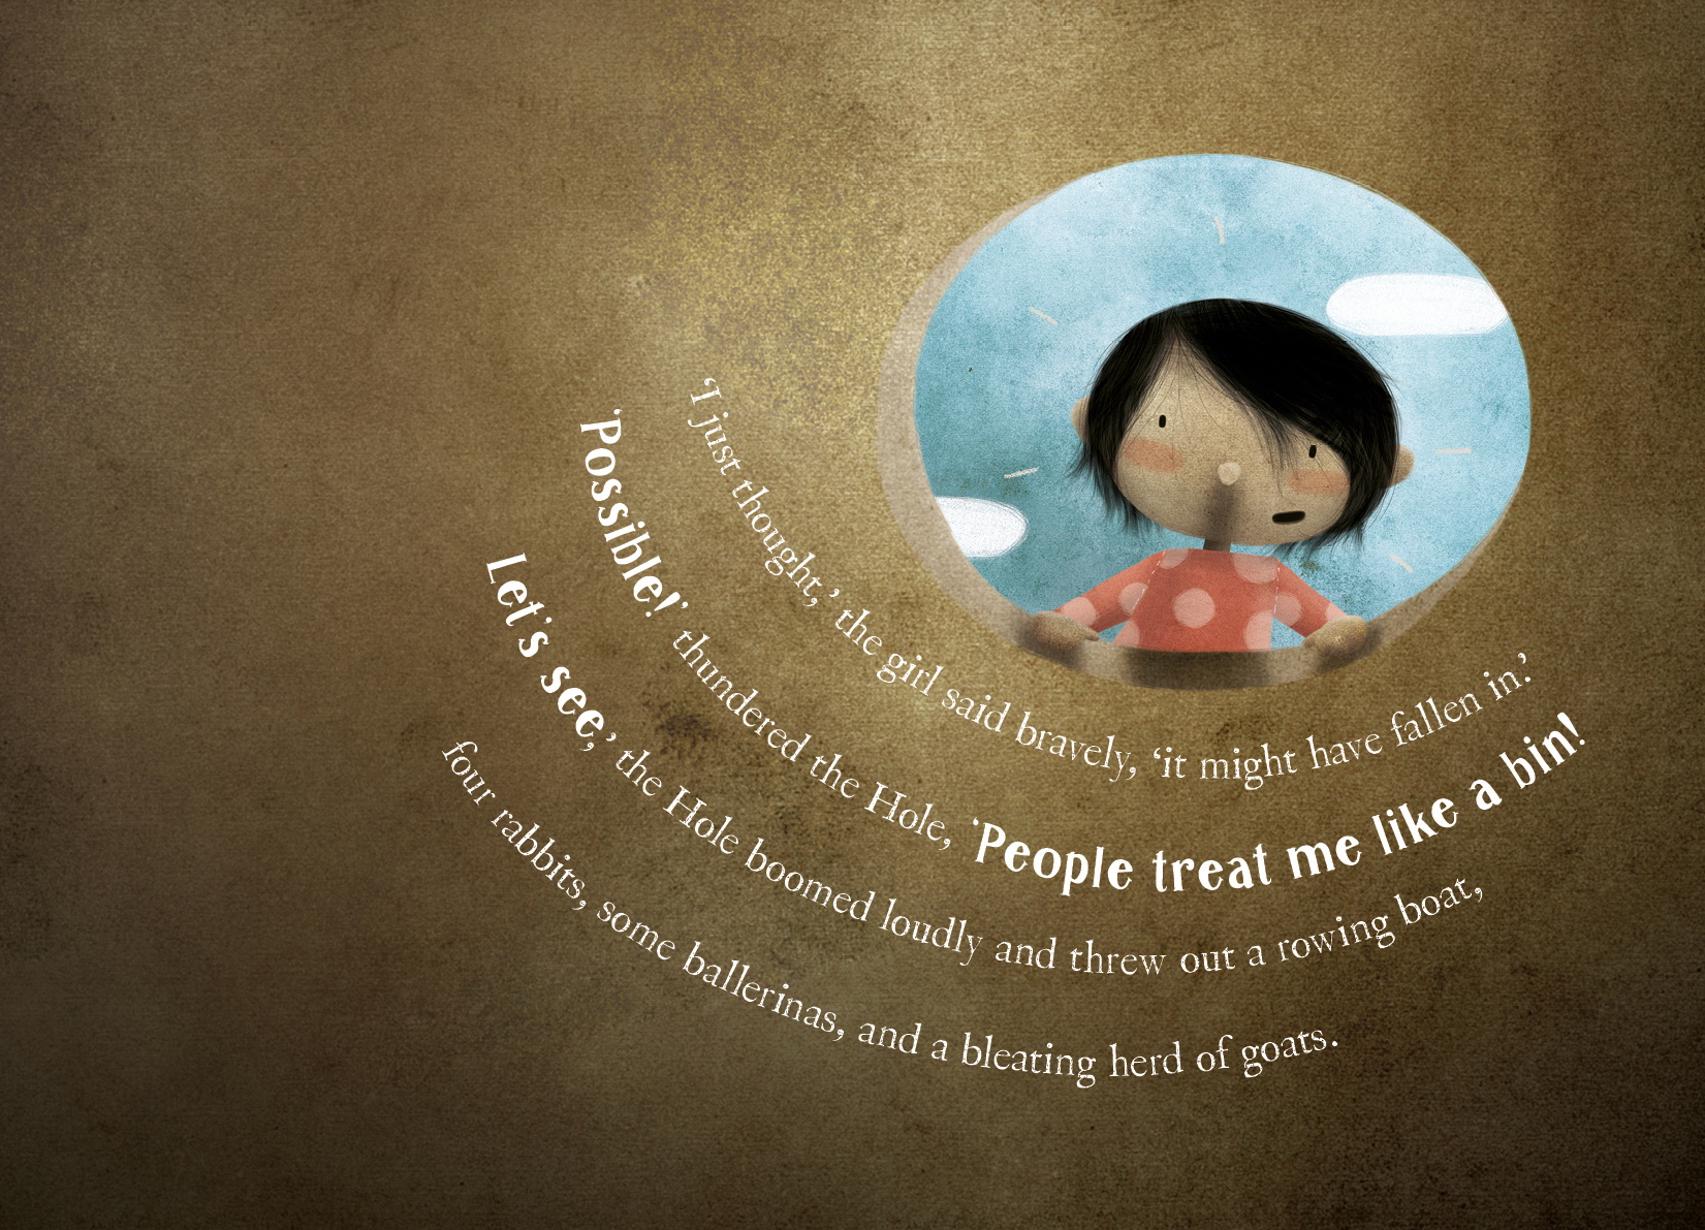 ‘I just thought,’ the girl said bravely, ‘it might have fallen in.’
‘Possible!’ thundered the Hole, ‘People treat me like a bin!
Let's see,’ the Hole boomed loudly and threw out a rowing boat,
four rabbits, some ballerinas, and a bleating herd of goats.